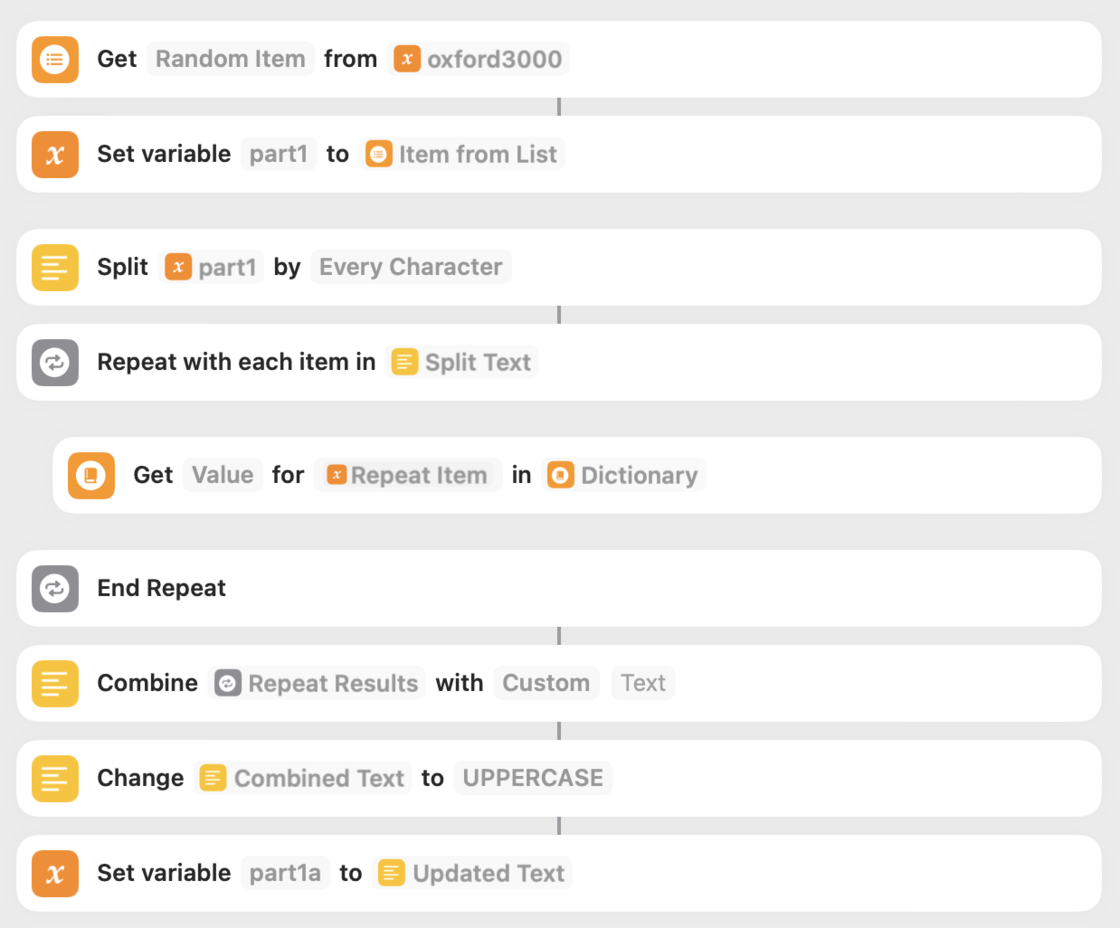 Get Random Item from x oxford3000
x Set variable part1 to Item from List
Split x part1 by Every Character
Repeat with each item in Split Text
Get Value for x Repeat Item in Dictionary
End Repeat
Combine Repeat Results with Custom Text
Change Combined Text to UPPERCASE
x Set variable part1a to Updated Text